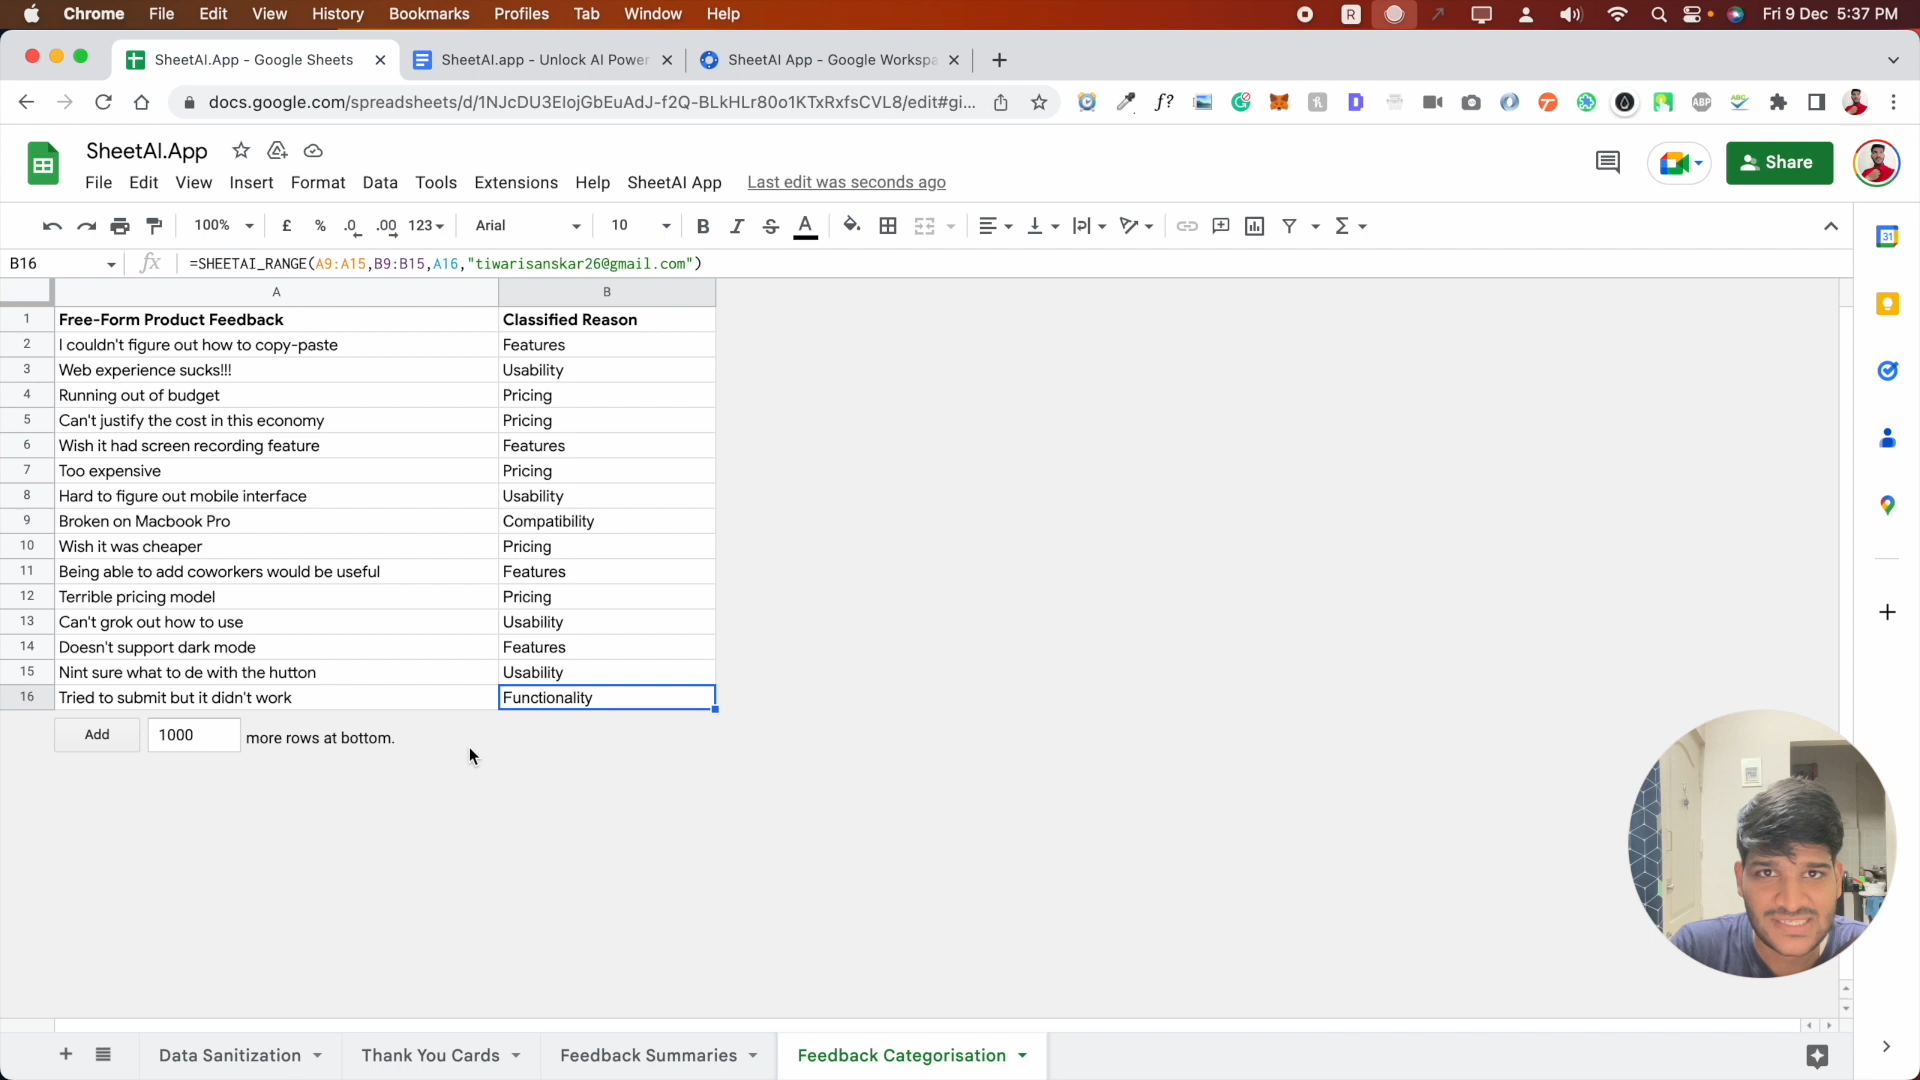 Chrome File Edit View History Bookmarks Profiles Tab Window Help Fri 9 Dec 5:37 PM
SheetAI.App - Google Sheets SheetAI.app - Unlock AI Power SheetAI App - Google Workspa
docs.google.com/spreadsheets/d/1NJcDU3EIojGbEuAdJ-f2Q-BLkHLr80o1KTxRxfsCVL8/edit#gi...
SheetAI.App
Share
File Edit View Insert Format Data Tools Extensions Help SheetAI App Last edit was seconds ago
100% £ % .0 .00 123 Arial 10 B I S A Σ
B16 fx =SHEETAI_RANGE(A9:A15,B9:B15,A16,"tiwarisanskar26@gmail.com")
A B
1 Free-Form Product Feedback Classified Reason
2 I couldn't figure out how to copy-paste Features
3 Web experience sucks!!! Usability
4 Running out of budget Pricing
5 Can't justify the cost in this economy Pricing
6 Wish it had screen recording feature Features
7 Too expensive Pricing
8 Hard to figure out mobile interface Usability
9 Broken on Macbook Pro Compatibility
10 Wish it was cheaper Pricing
11 Being able to add coworkers would be useful Features
12 Terrible pricing model Pricing
13 Can't grok out how to use Usability
14 Doesn't support dark mode Features
15 Nint sure what to de with the hutton Usability
16 Tried to submit but it didn't work Functionality
Add 1000 more rows at bottom.
Data Sanitization Thank You Cards Feedback Summaries Feedback Categorisation